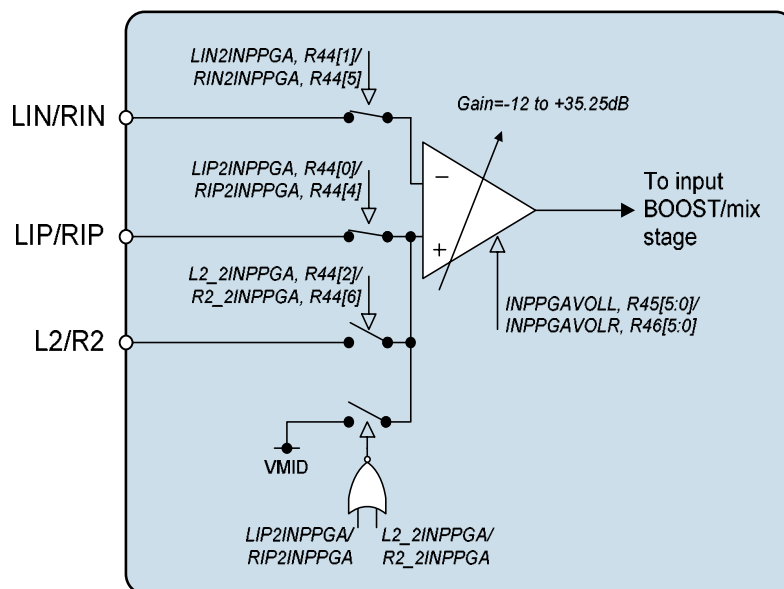 LIN2INPPGA, R44[1]/
RIN2INPPGA, R44[5]
Gain=-12 to +35.25dB
LIN/RIN
LIP2INPPGA, R44[0]/
RIP2INPPGA, R44[4]
−
To input
BOOST/mix
stage
LIP/RIP
+
L2_2INPPGA, R44[2]/
R2_2INPPGA, R44[6]
INPPGAVOLL, R45[5:0]/
INPPGAVOLR, R46[5:0]
L2/R2
VMID
LIP2INPPGA/
RIP2INPPGA
L2_2INPPGA/
R2_2INPPGA